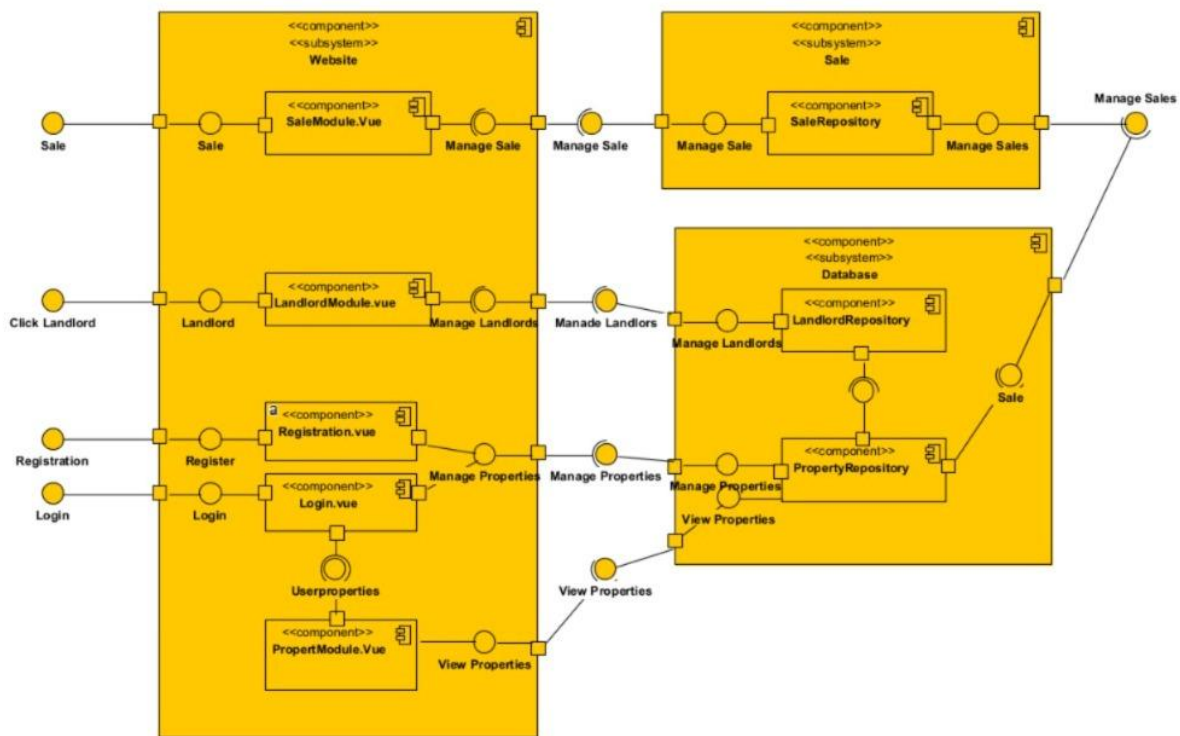 <<component>>
<<subsystem>>
Website
<<component>>
SaleModule.Vue
Sale
Sale
Manage Sale
Manage Sale
<<component>>
<<subsystem>>
Sale
<<component>>
SaleRepository
Manage Sale
Manage Sales
Manage Sales
<<component>>
LandlordModule.vue
Click Landlord
Landlord
Manage Landlords
Manade Landlors
<<component>>
<<subsystem>>
Database
<<component>>
LandlordRepository
Manage Landlords
Sale
a
<<component>>
Registration.vue
Registration
Register
Manage Properties
Manage Properties
<<component>>
PropertyRepository
Manage Properties
View Properties
<<component>>
Login.vue
Login
Login
Userproperties
View Properties
<<component>>
PropertModule.Vue
View Properties